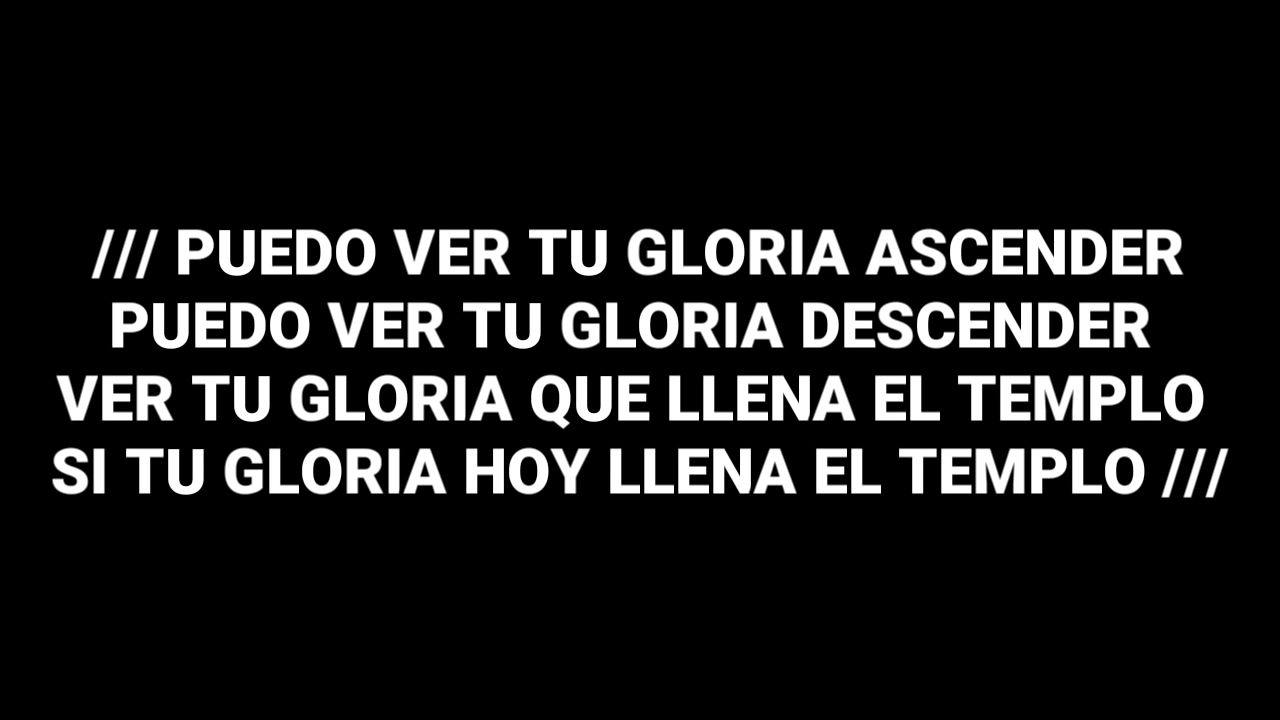 /// PUEDO VER TU GLORIA ASCENDER
PUEDO VER TU GLORIA DESCENDER
VER TU GLORIA QUE LLENA EL TEMPLO
SI TU GLORIA HOY LLENA EL TEMPLO ///